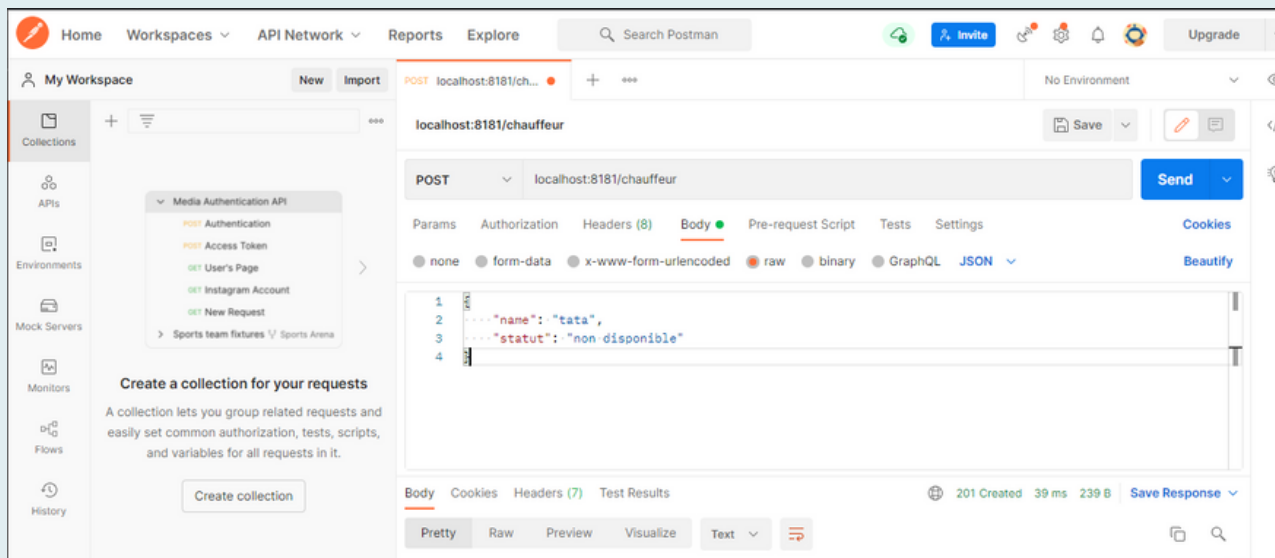 Home Workspaces API Network Reports Explore Search Postman Invite Upgrade
My Workspace New Import POST localhost:8181/ch... No Environment
Collections
APIs
Environments
Mock Servers
Monitors
Flows
History
Media Authentication API
POST Authentication
POST Access Token
GET User's Page
GET Instagram Account
GET New Request
Sports team fixtures Sports Arena
Create a collection for your requests
A collection lets you group related requests and
easily set common authorization, tests, scripts,
and variables for all requests in it.
Create collection
localhost:8181/chauffeur Save
POST localhost:8181/chauffeur Send
Params Authorization Headers (8) Body Pre-request Script Tests Settings Cookies
none form-data x-www-form-urlencoded raw binary GraphQL JSON Beautify
1 {
2 "name": "tata",
3 "statut": "non disponible"
4 }
Body Cookies Headers (7) Test Results 201 Created 39 ms 239 B Save Response
Pretty Raw Preview Visualize Text